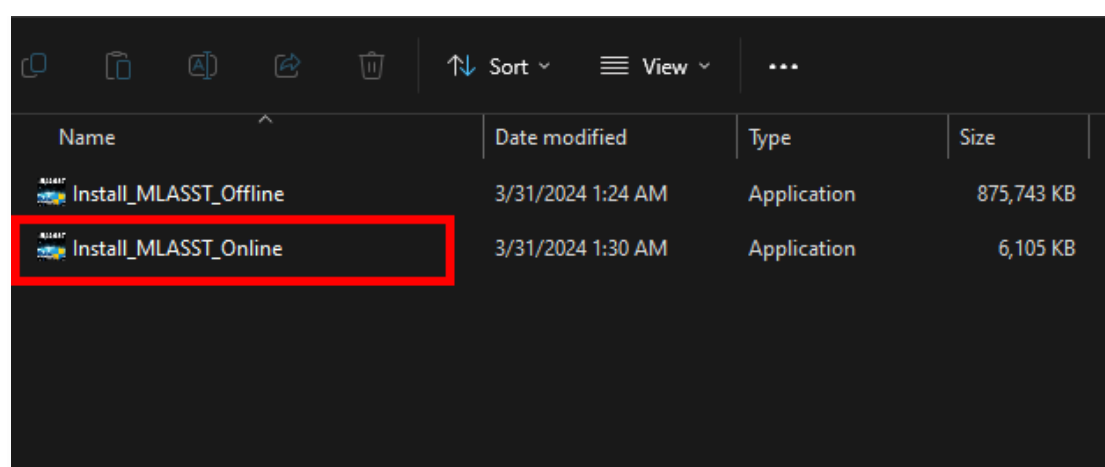 Sort View
Name Date modified Type Size
Install_MLASST_Offline 3/31/2024 1:24 AM Application 875,743 KB
Install_MLASST_Online 3/31/2024 1:30 AM Application 6,105 KB